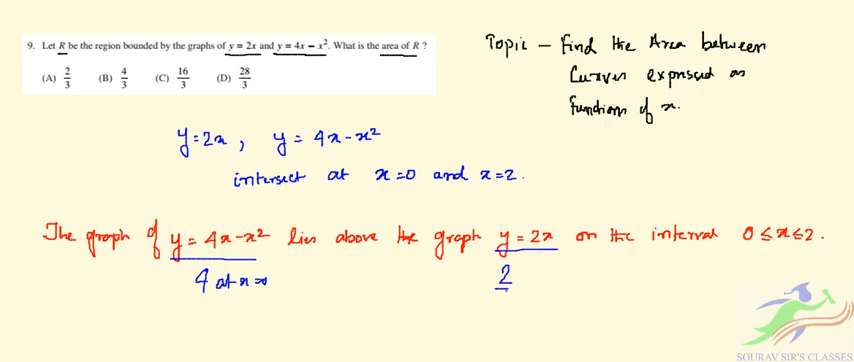 9. Let R be the region bounded by the graphs of y = 2x and y = 4x − x². What is the area of R ?
(A) 2/3 (B) 4/3 (C) 16/3 (D) 28/3
Topic - Find the Area between
Curves expressed as
Functions of x.
y=2x, y = 4x-x²
intersect at x=0 and x=2.
The graph of y = 4x-x² lies above the graph y = 2x on the interval 0 ≤ x ≤ 2.
4 at x=0 2
SOURAV SIR'S CLASSES